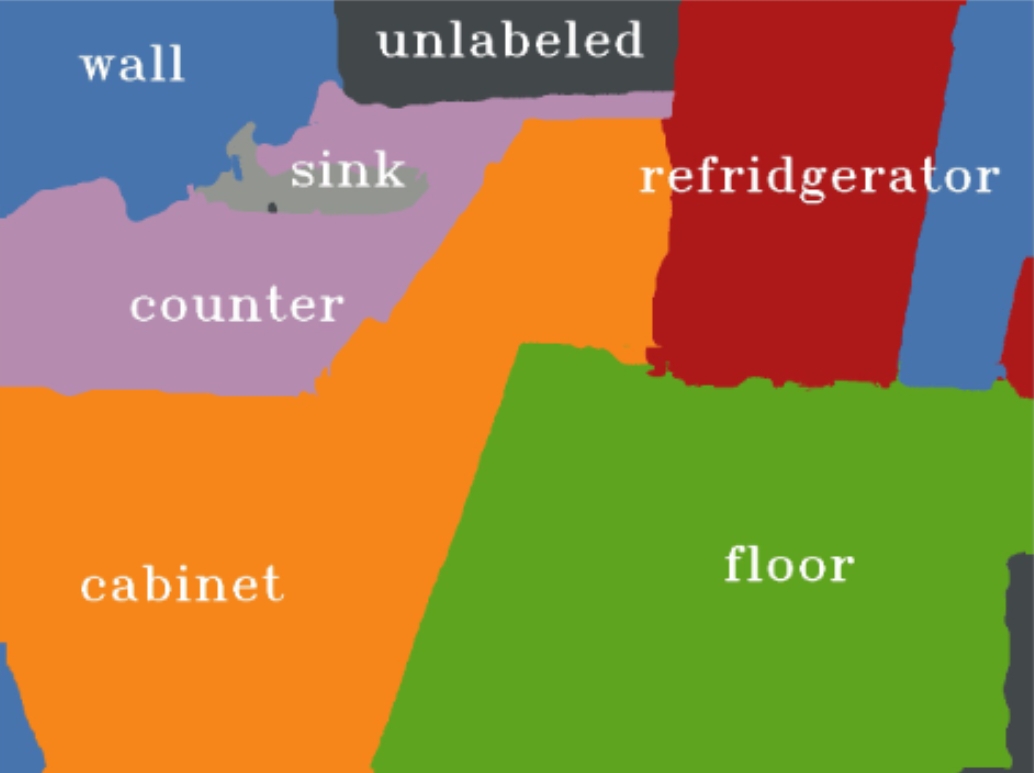 unlabeled
wall
sink
refridgerator
counter
floor
cabinet